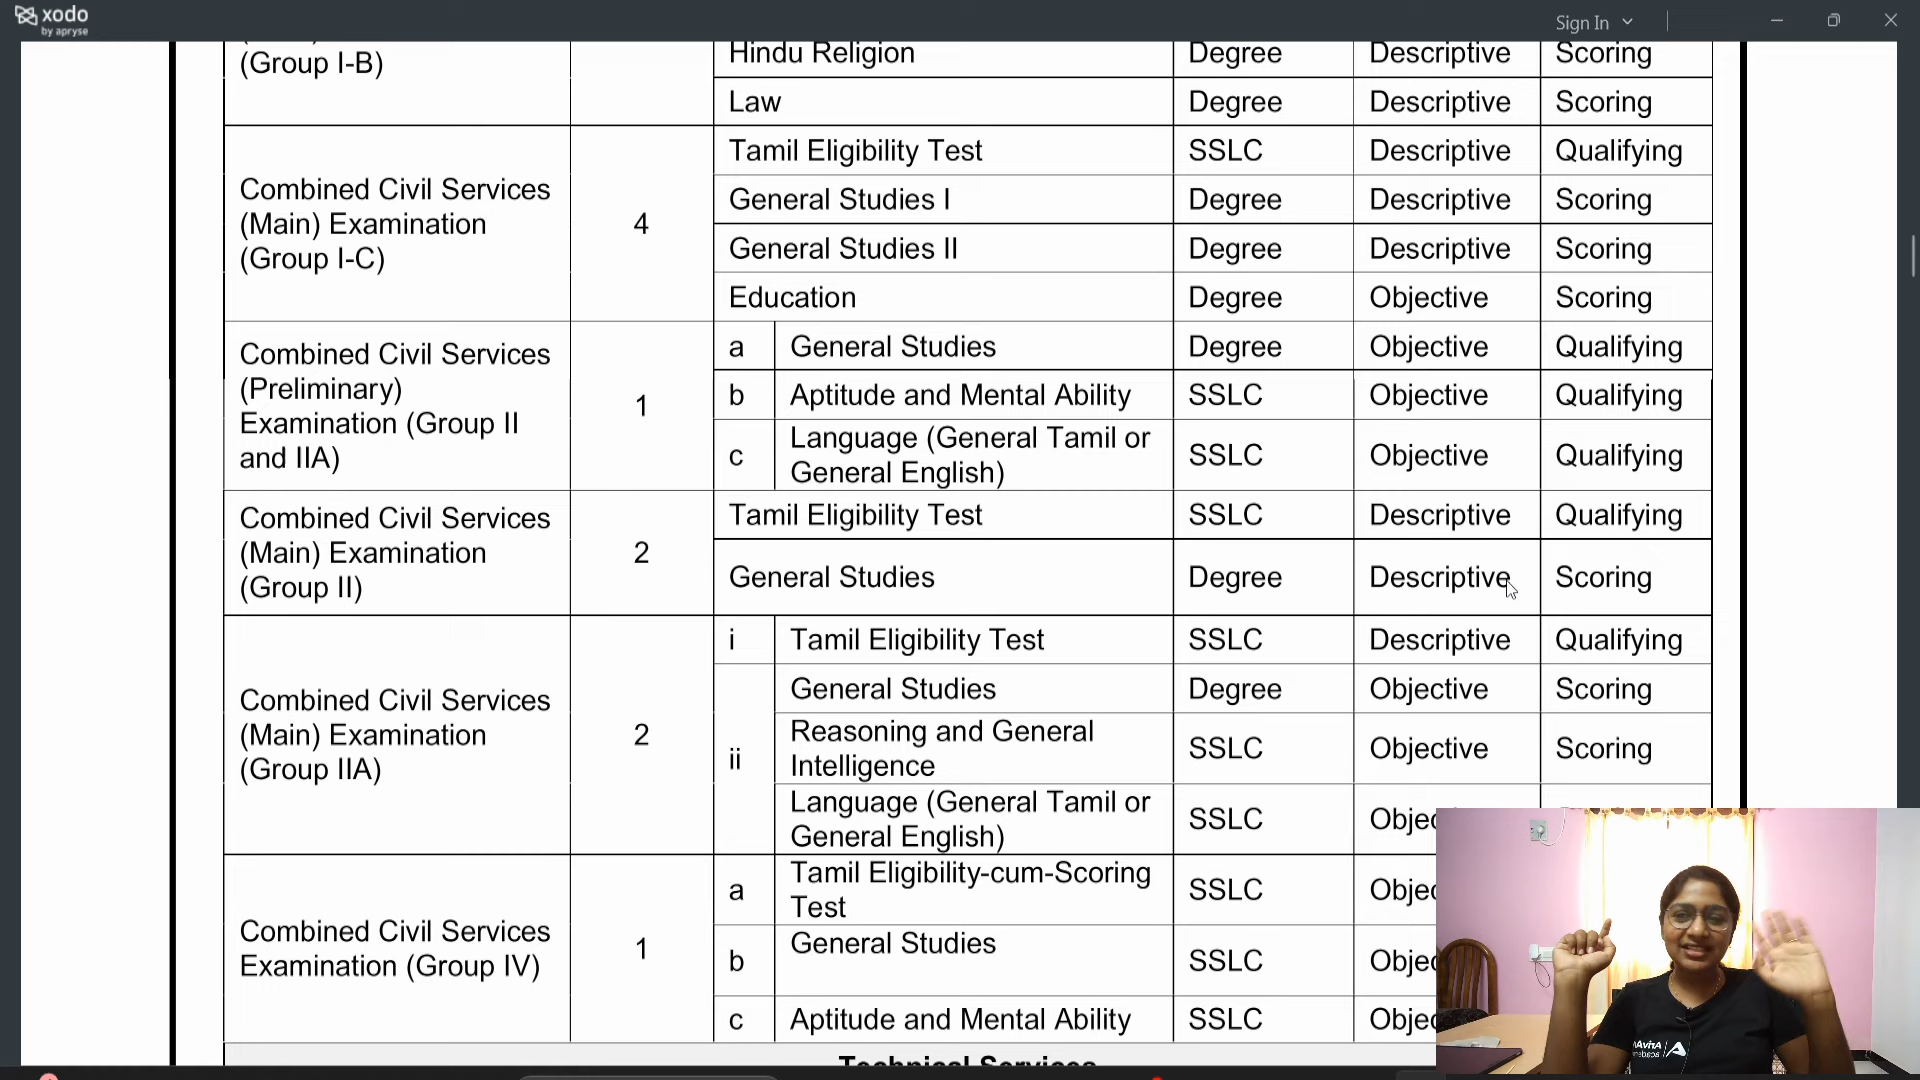 xodo
by apryse
Sign In
(Group I-B)
Hindu Religion Degree Descriptive Scoring
Law Degree Descriptive Scoring
Combined Civil Services
(Main) Examination
(Group I-C)
4
Tamil Eligibility Test SSLC Descriptive Qualifying
General Studies I Degree Descriptive Scoring
General Studies II Degree Descriptive Scoring
Education Degree Objective Scoring
Combined Civil Services
(Preliminary)
Examination (Group II
and IIA)
1
a General Studies Degree Objective Qualifying
b Aptitude and Mental Ability SSLC Objective Qualifying
c Language (General Tamil or
General English) SSLC Objective Qualifying
Combined Civil Services
(Main) Examination
(Group II)
2
Tamil Eligibility Test SSLC Descriptive Qualifying
General Studies Degree Descriptive Scoring
Combined Civil Services
(Main) Examination
(Group IIA)
2
i Tamil Eligibility Test SSLC Descriptive Qualifying
ii
General Studies Degree Objective Scoring
Reasoning and General
Intelligence SSLC Objective Scoring
Language (General Tamil or
General English) SSLC
Combined Civil Services
Examination (Group IV)
1
a Tamil Eligibility-cum-Scoring
Test SSLC
b General Studies SSLC
c Aptitude and Mental Ability SSLC
Technical Services